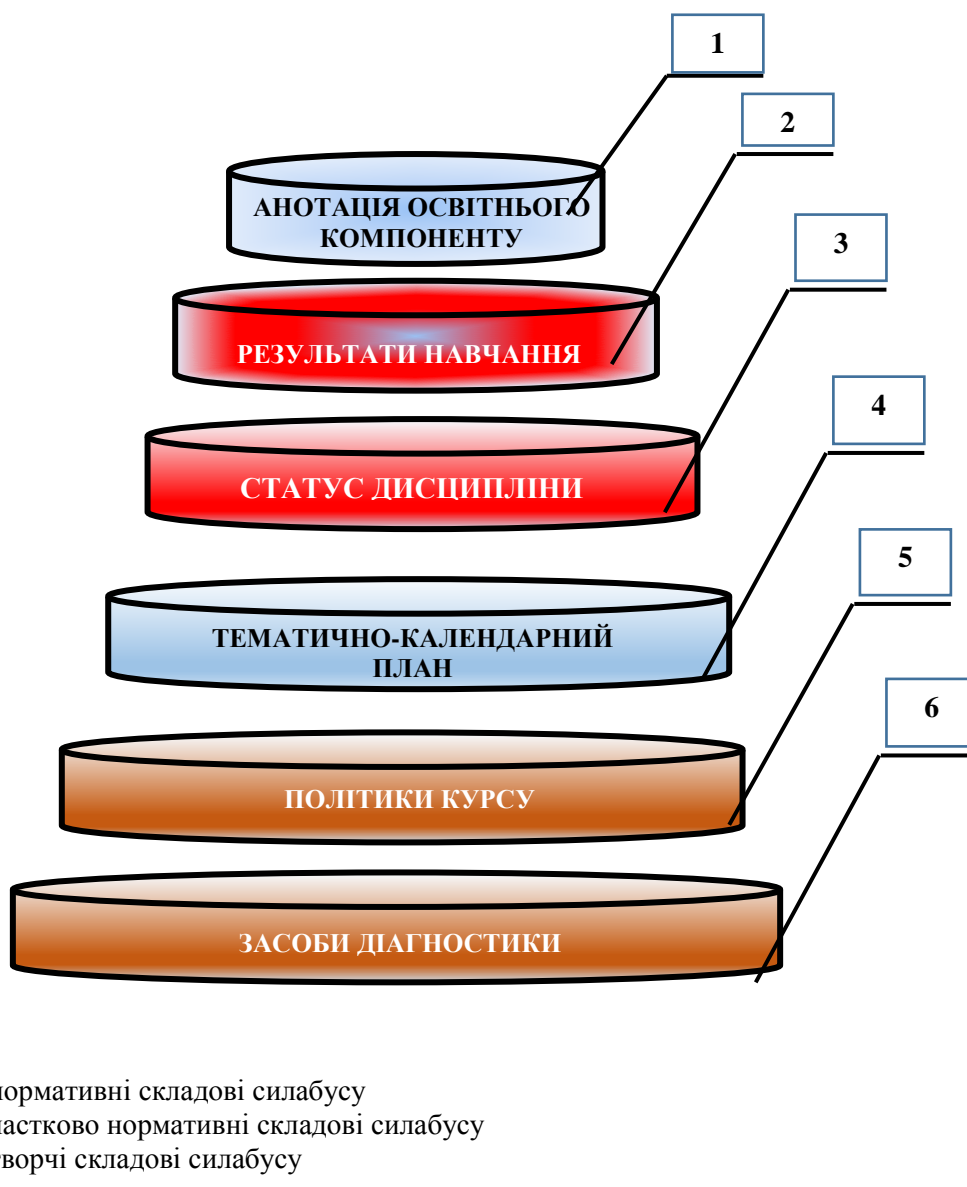 1
2
АНОТАЦІЯ ОСВІТНЬОГО
КОМПОНЕНТУ
3
РЕЗУЛЬТАТИ НАВЧАННЯ
4
СТАТУС ДИСЦИПЛІНИ
5
ТЕМАТИЧНО-КАЛЕНДАРНИЙ
ПЛАН
6
ПОЛІТИКИ КУРСУ
ЗАСОБИ ДІАГНОСТИКИ
нормативні складові силабусу
частково нормативні складові силабусу
творчі складові силабусу